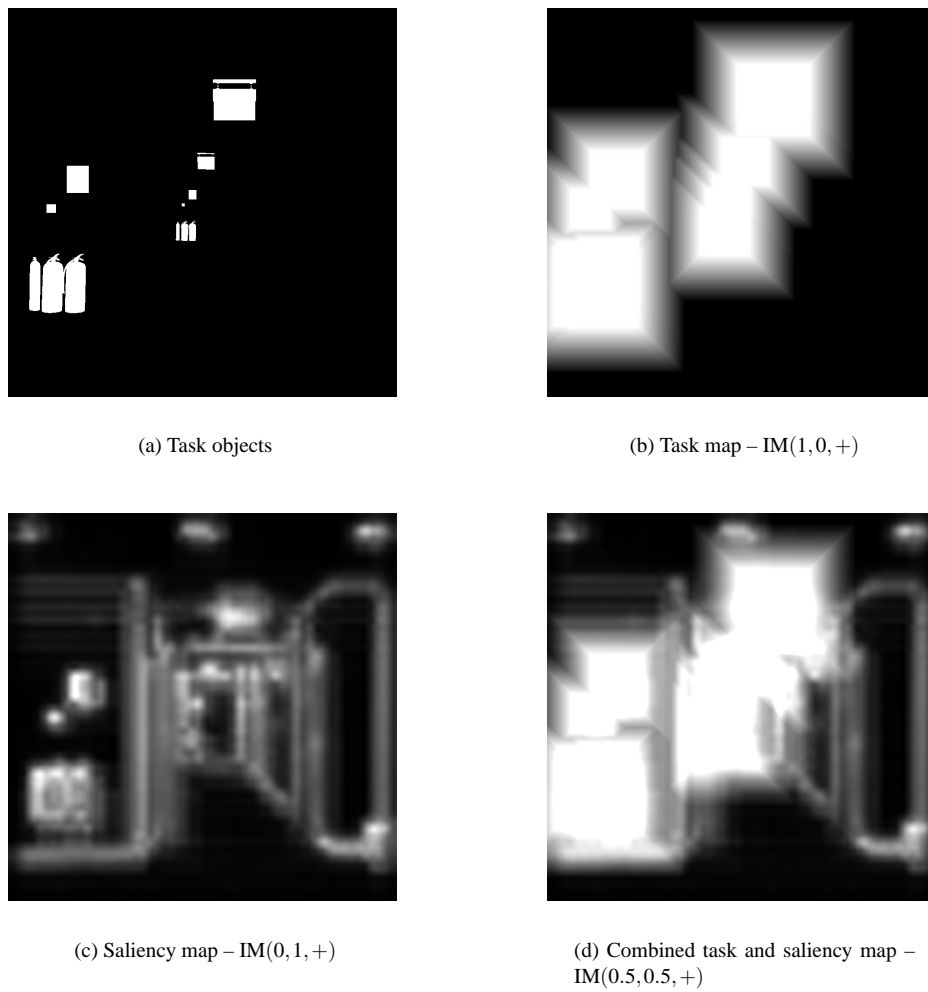 (a) Task objects
(b) Task map – IM(1,0,+)
(c) Saliency map – IM(0,1,+)
(d) Combined task and saliency map –
IM(0.5,0.5,+)